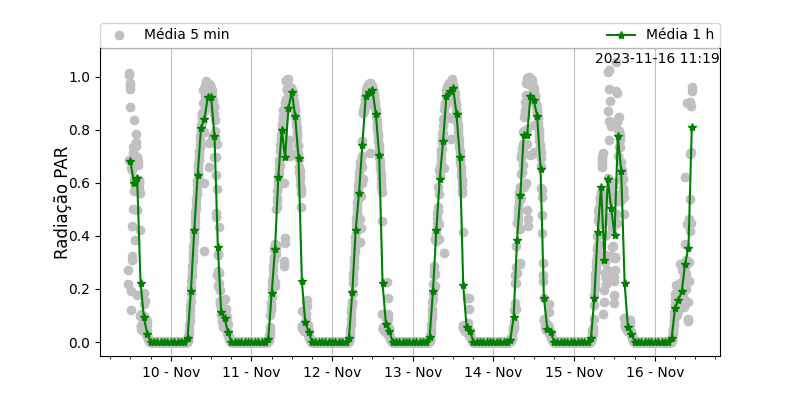 Média 5 min
Média 1 h
2023-11-16 11:19
Radiação PAR
1.0
0.8
0.6
0.4
0.2
0.0
10 - Nov
11 - Nov
12 - Nov
13 - Nov
14 - Nov
15 - Nov
16 - Nov